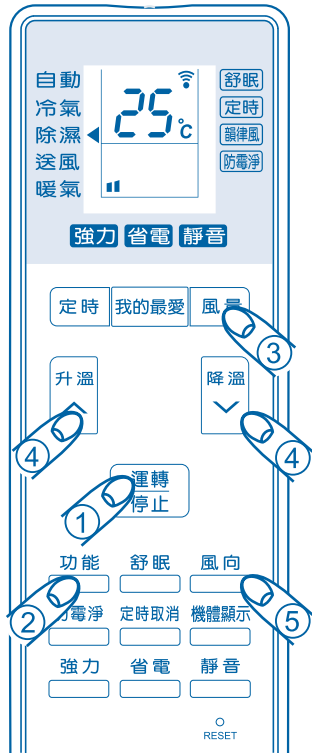 自動
冷氣
除濕
送風
暖氣
25℃
舒眠
定時
韻律風
防霉淨
強力 省電 靜音
定時 我的最愛 風量
③
升溫 降溫
④ ④
運轉
停止
①
功能 舒眠 風向
② ⑤
防霉淨 定時取消 機體顯示
強力 省電 靜音
RESET